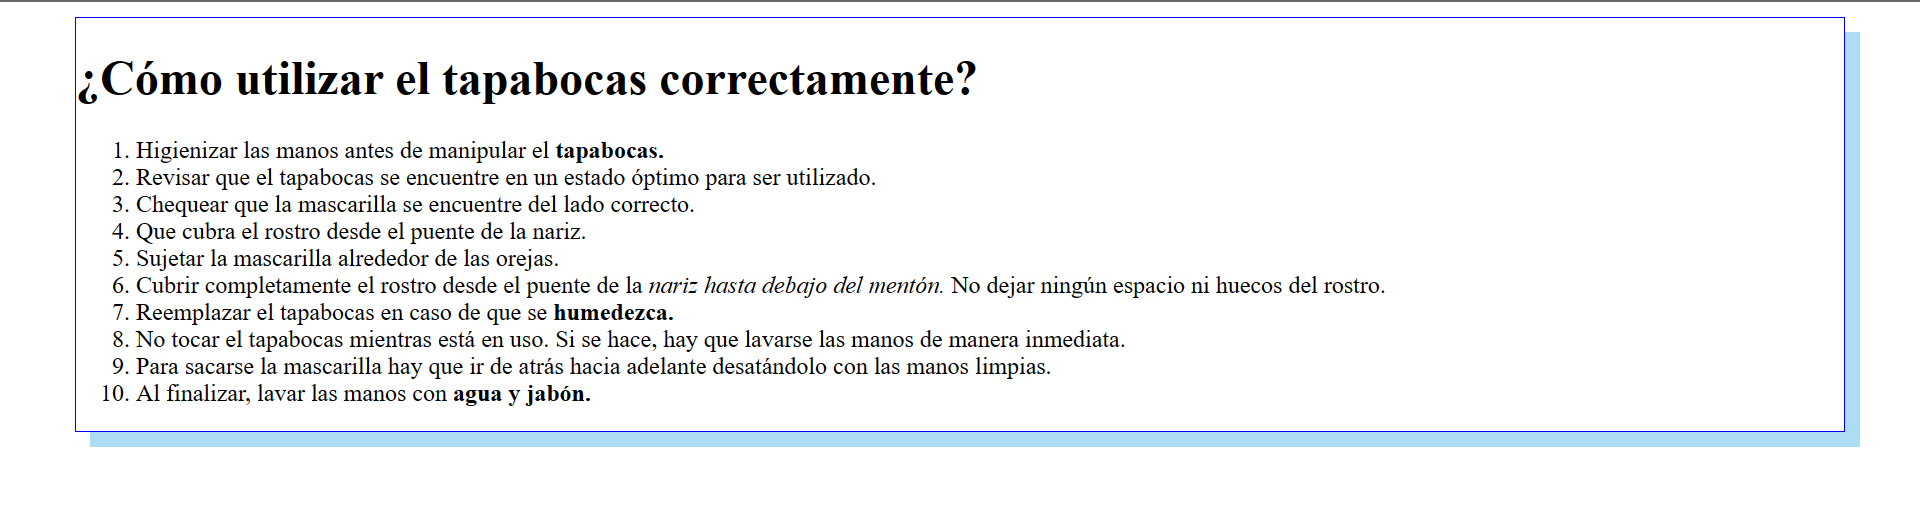 ¿Cómo utilizar el tapabocas correctamente?
1. Higienizar las manos antes de manipular el tapabocas.
2. Revisar que el tapabocas se encuentre en un estado óptimo para ser utilizado.
3. Chequear que la mascarilla se encuentre del lado correcto.
4. Que cubra el rostro desde el puente de la nariz.
5. Sujetar la mascarilla alrededor de las orejas.
6. Cubrir completamente el rostro desde el puente de la nariz hasta debajo del mentón. No dejar ningún espacio ni huecos del rostro.
7. Reemplazar el tapabocas en caso de que se humedezca.
8. No tocar el tapabocas mientras está en uso. Si se hace, hay que lavarse las manos de manera inmediata.
9. Para sacarse la mascarilla hay que ir de atrás hacia adelante desatándolo con las manos limpias.
10. Al finalizar, lavar las manos con agua y jabón.